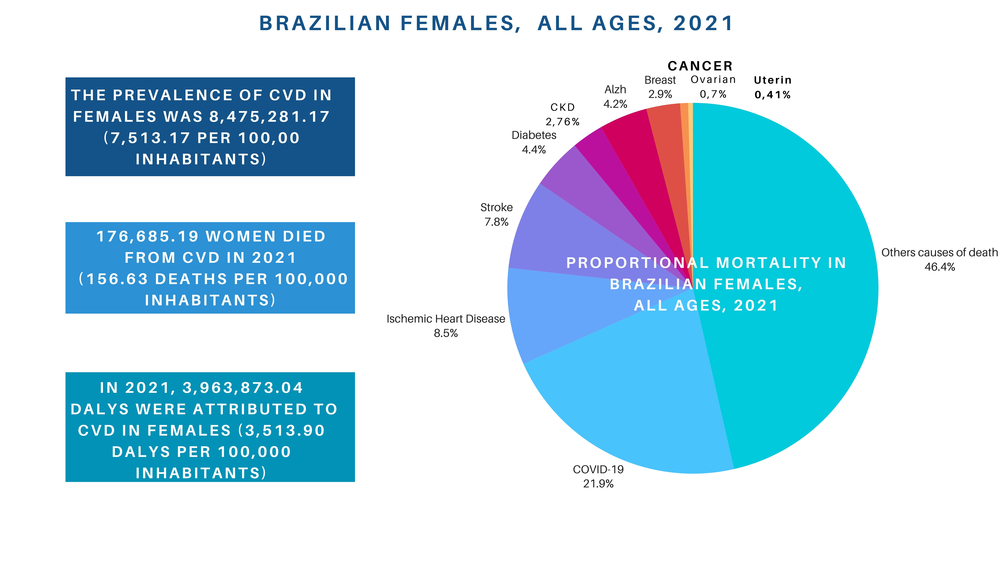 BRAZILIAN FEMALES, ALL AGES, 2021
THE PREVALENCE OF CVD IN
FEMALES WAS 8,475,281.17
(7,513.17 PER 100,00
INHABITANTS)
176,685.19 WOMEN DIED
FROM CVD IN 2021
(156.63 DEATHS PER 100,000
INHABITANTS)
IN 2021, 3,963,873.04
DALYS WERE ATTRIBUTED TO
CVD IN FEMALES (3,513.90
DALYS PER 100,000
INHABITANTS)
CANCER
Breast
2.9%
Ovarian
0,7%
Uterin
0,41%
Alzh
4.2%
CKD
2,76%
Diabetes
4.4%
Stroke
7.8%
Ischemic Heart Disease
8.5%
COVID-19
21.9%
Others causes of death
46.4%
PROPORTIONAL MORTALITY IN
BRAZILIAN FEMALES,
ALL AGES, 2021